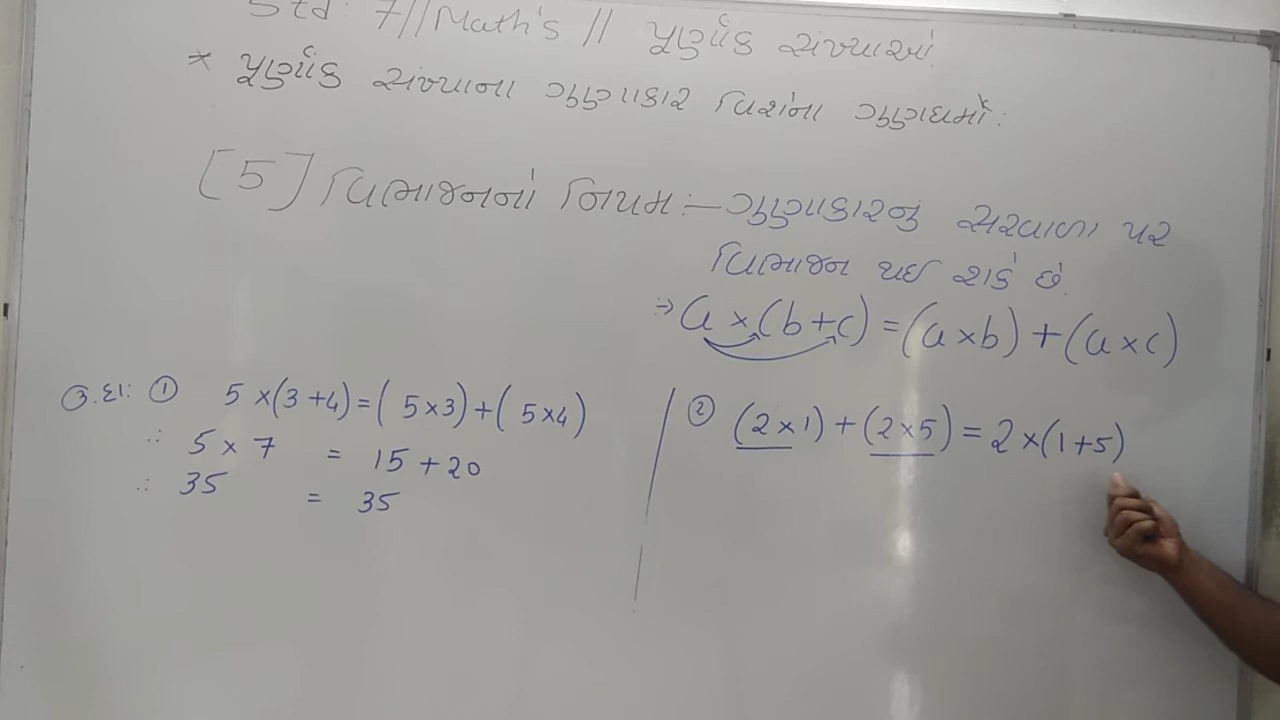 Std: 7 // Math's // પૂર્ણાંક સંખ્યાઓ.
* પૂર્ણાંક સંખ્યાના ગુણાકાર વિશેના ગુણધર્મો:
[5] વિભાજનનો નિયમ:– ગુણાકારનું સરવાળા પર
વિભાજન થઈ શકે છે.
⇒ a × (b + c) = (a × b) + (a × c)
ઉ.દા: ① 5 × (3 + 4) = (5 × 3) + (5 × 4)
∴ 5 × 7 = 15 + 20
∴ 35 = 35
② (2 × 1) + (2 × 5) = 2 × (1 + 5)